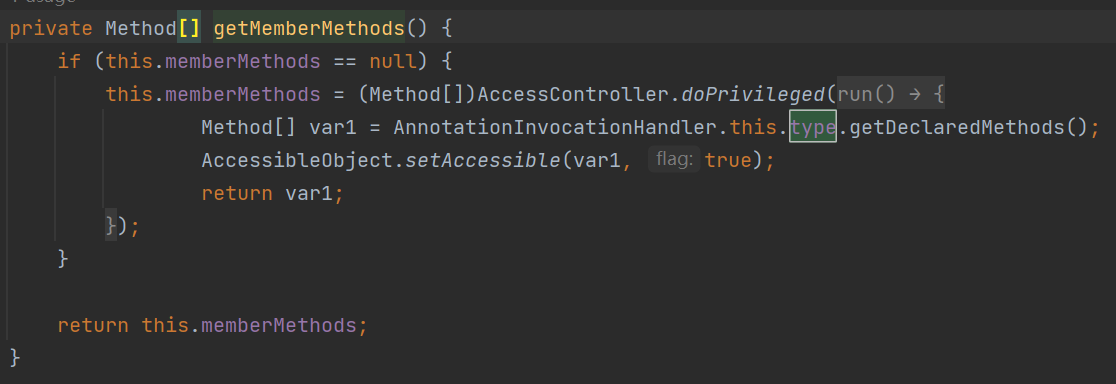 private Method[] getMemberMethods() {
    if (this.memberMethods == null) {
        this.memberMethods = (Method[])AccessController.doPrivileged(run() → {
                Method[] var1 = AnnotationInvocationHandler.this.type.getDeclaredMethods();
                AccessibleObject.setAccessible(var1, flag: true);
                return var1;
        });
    }

    return this.memberMethods;
}